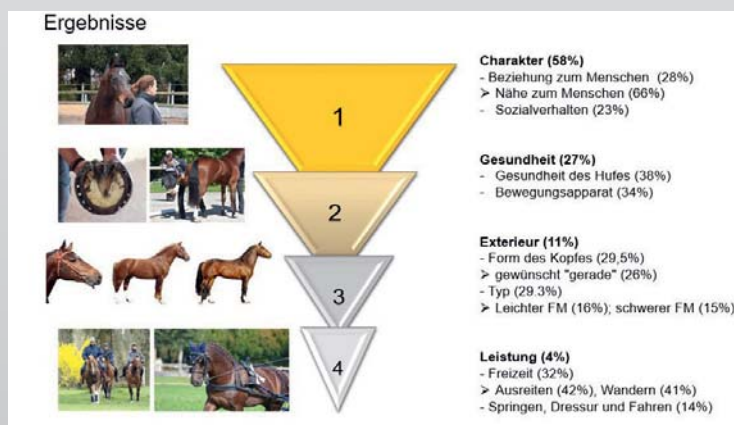 Ergebnisse
1
Charakter (58%)
- Beziehung zum Menschen (28%)
➢ Nähe zum Menschen (66%)
- Sozialverhalten (23%)
2
Gesundheit (27%)
- Gesundheit des Hufes (38%)
- Bewegungsapparat (34%)
3
Exterieur (11%)
- Form des Kopfes (29,5%)
➢ gewünscht "gerade" (26%)
- Typ (29.3%)
➢ Leichter FM (16%); schwerer FM (15%)
4
Leistung (4%)
- Freizeit (32%)
➢ Ausreiten (42%), Wandern (41%)
- Springen, Dressur und Fahren (14%)